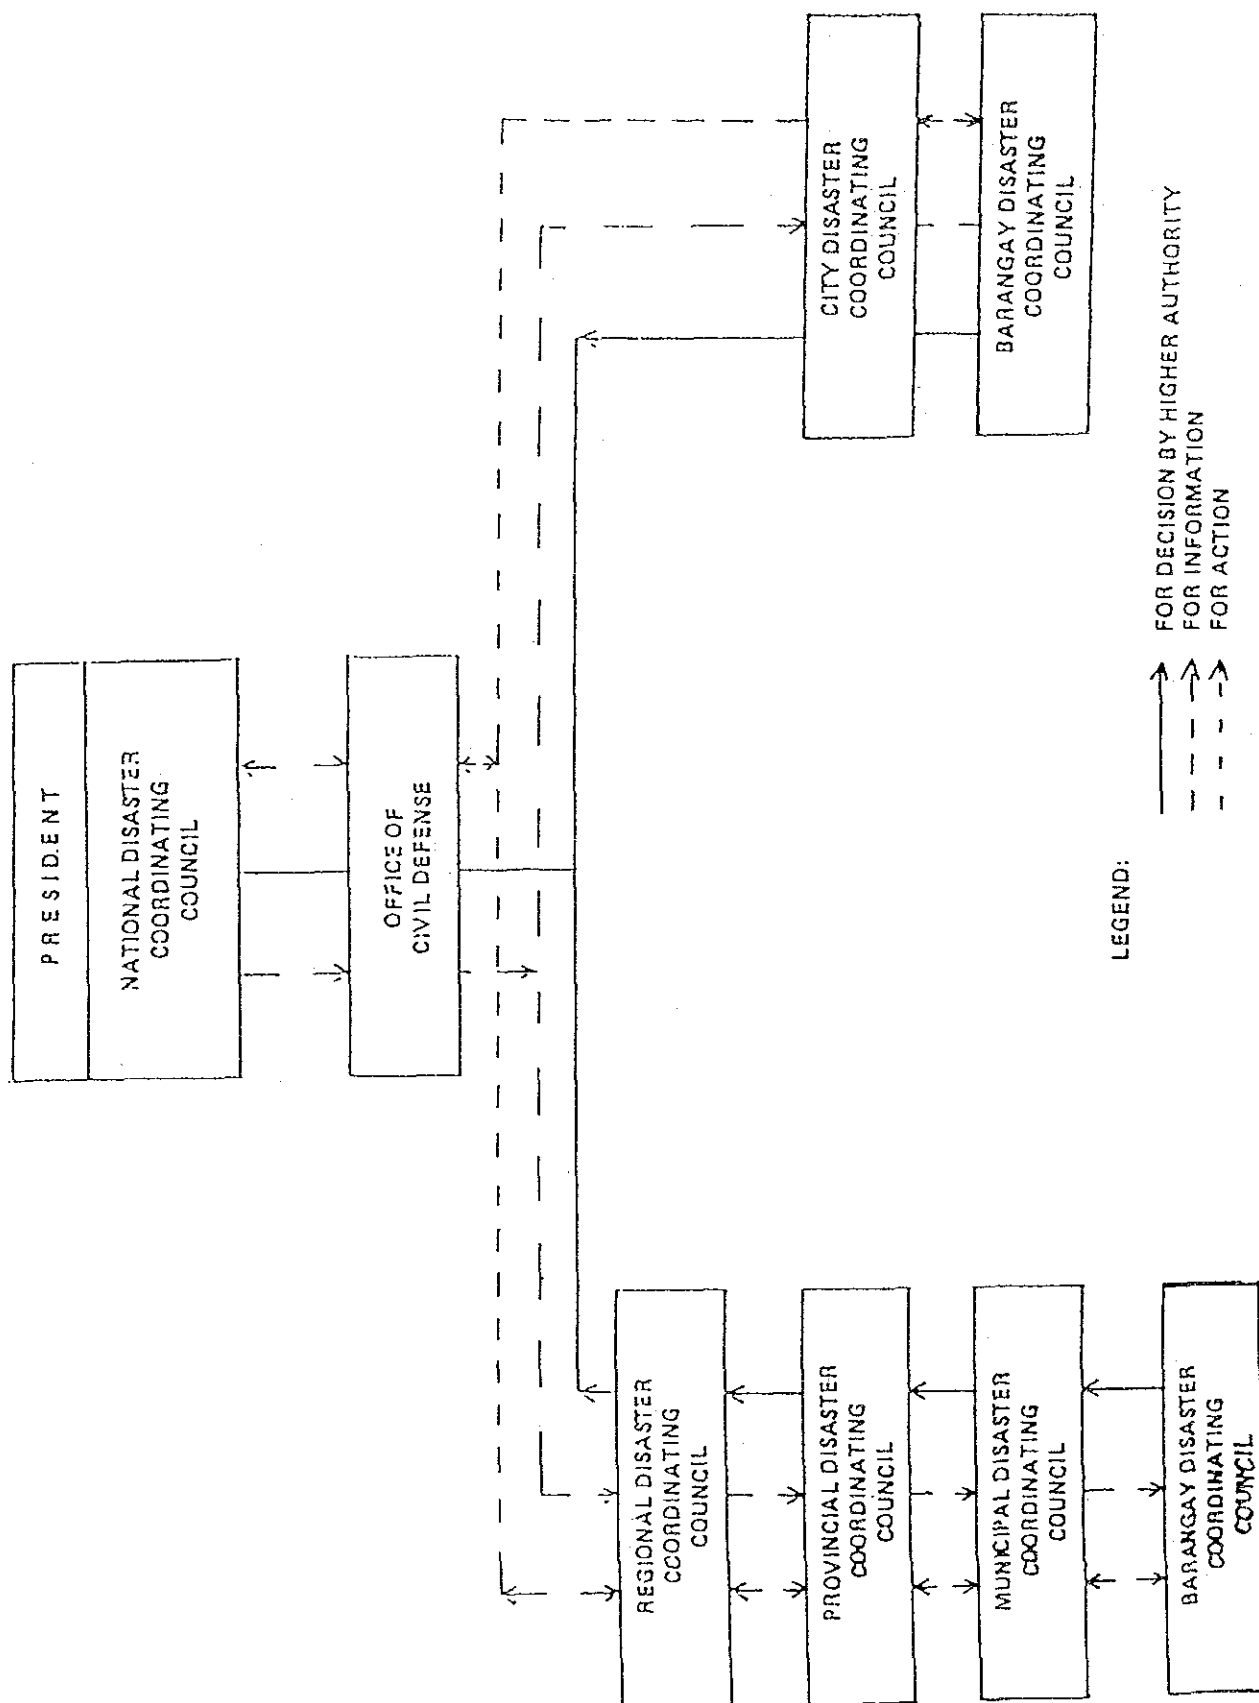 PRESIDENT
NATIONAL DISASTER
COORDINATING
COUNCIL
OFFICE OF
CIVIL DEFENSE
REGIONAL DISASTER
COORDINATING
COUNCIL
PROVINCIAL DISASTER
COORDINATING
COUNCIL
MUNICIPAL DISASTER
COORDINATING
COUNCIL
BARANGAY DISASTER
COORDINATING
COUNCIL
CITY DISASTER
COORDINATING
COUNCIL
BARANGAY DISASTER
COORDINATING
COUNCIL
LEGEND:
FOR DECISION BY HIGHER AUTHORITY
FOR INFORMATION
FOR ACTION